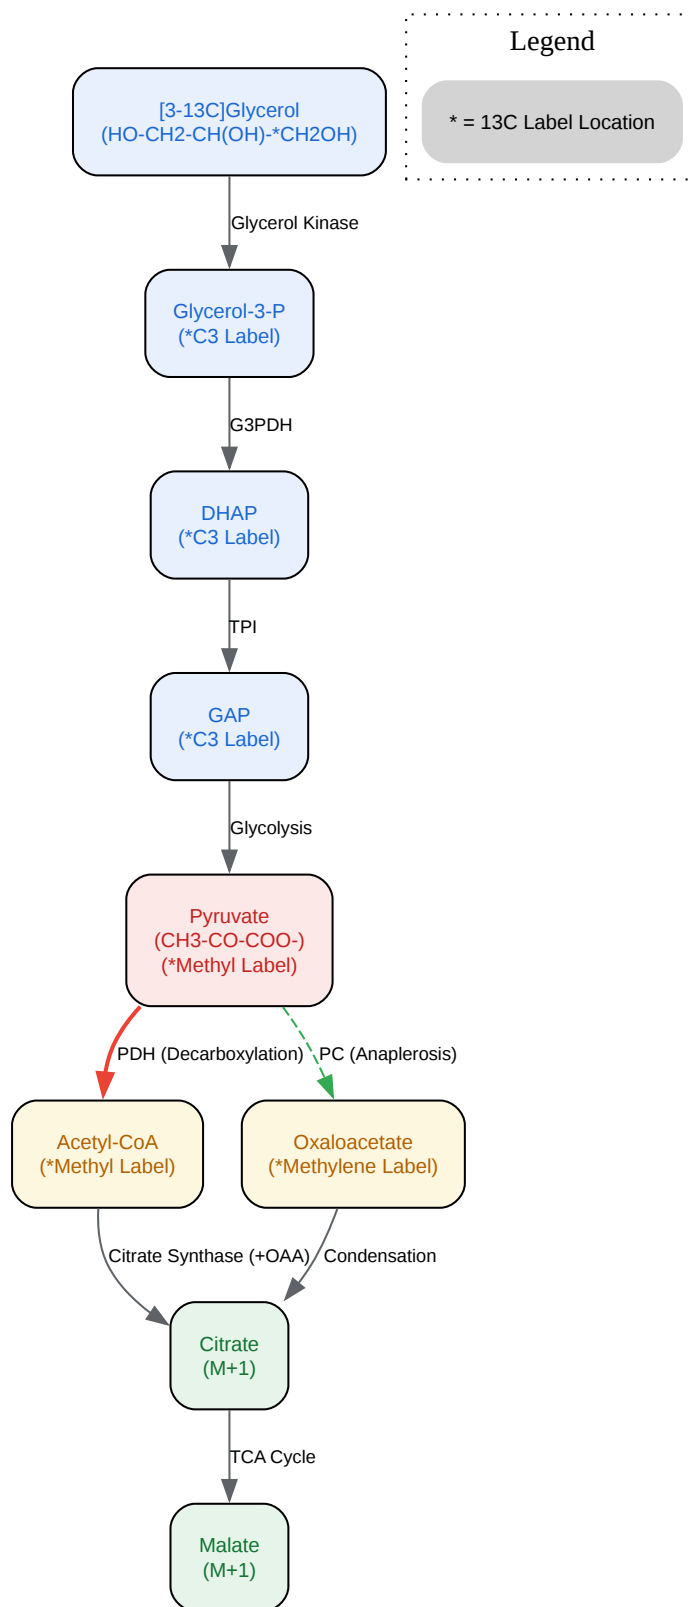 Legend
* = 13C Label Location
[3-13C]Glycerol
(HO-CH2-CH(OH)-*CH2OH)
Glycerol Kinase
Glycerol-3-P
(*C3 Label)
G3PDH
DHAP
(*C3 Label)
TPI
GAP
(*C3 Label)
Glycolysis
Pyruvate
(CH3-CO-COO-)
(*Methyl Label)
PDH (Decarboxylation)
PC (Anaplerosis)
Acetyl-CoA
(*Methyl Label)
Oxaloacetate
(*Methylene Label)
Citrate Synthase (+OAA)
Condensation
Citrate
(M+1)
TCA Cycle
Malate
(M+1)